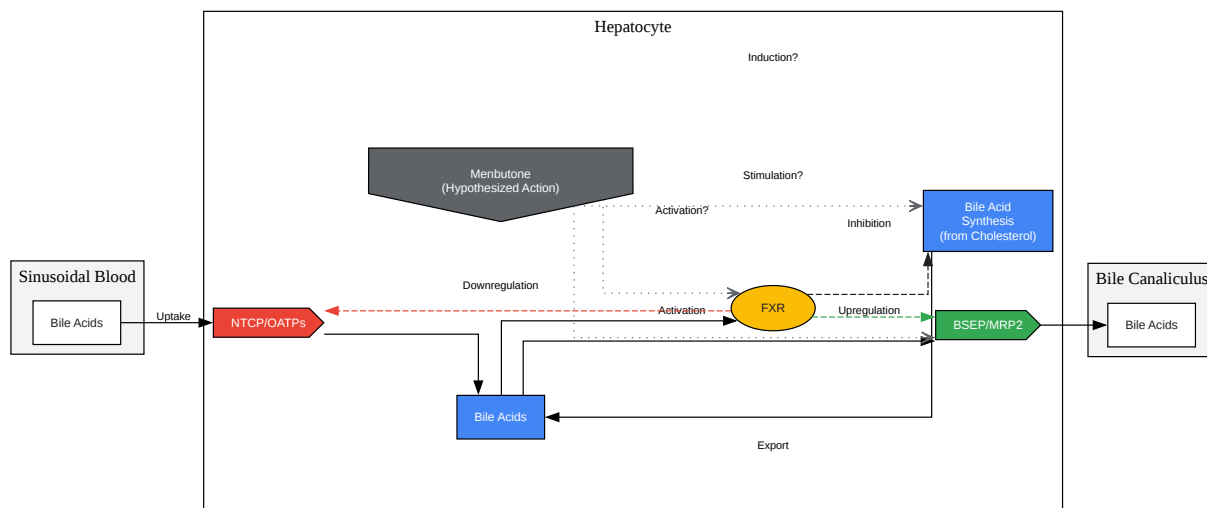 Hepatocyte
Induction?
Menbutone
(Hypothesized Action)
Stimulation?
Activation?
Inhibition
Bile Acid
Synthesis
(from Cholesterol)
Sinusoidal Blood
Bile Acids
Uptake
NTCP/OATPs
Downregulation
Activation
FXR
Upregulation
BSEP/MRP2
Bile Canaliculus
Bile Acids
Bile Acids
Export